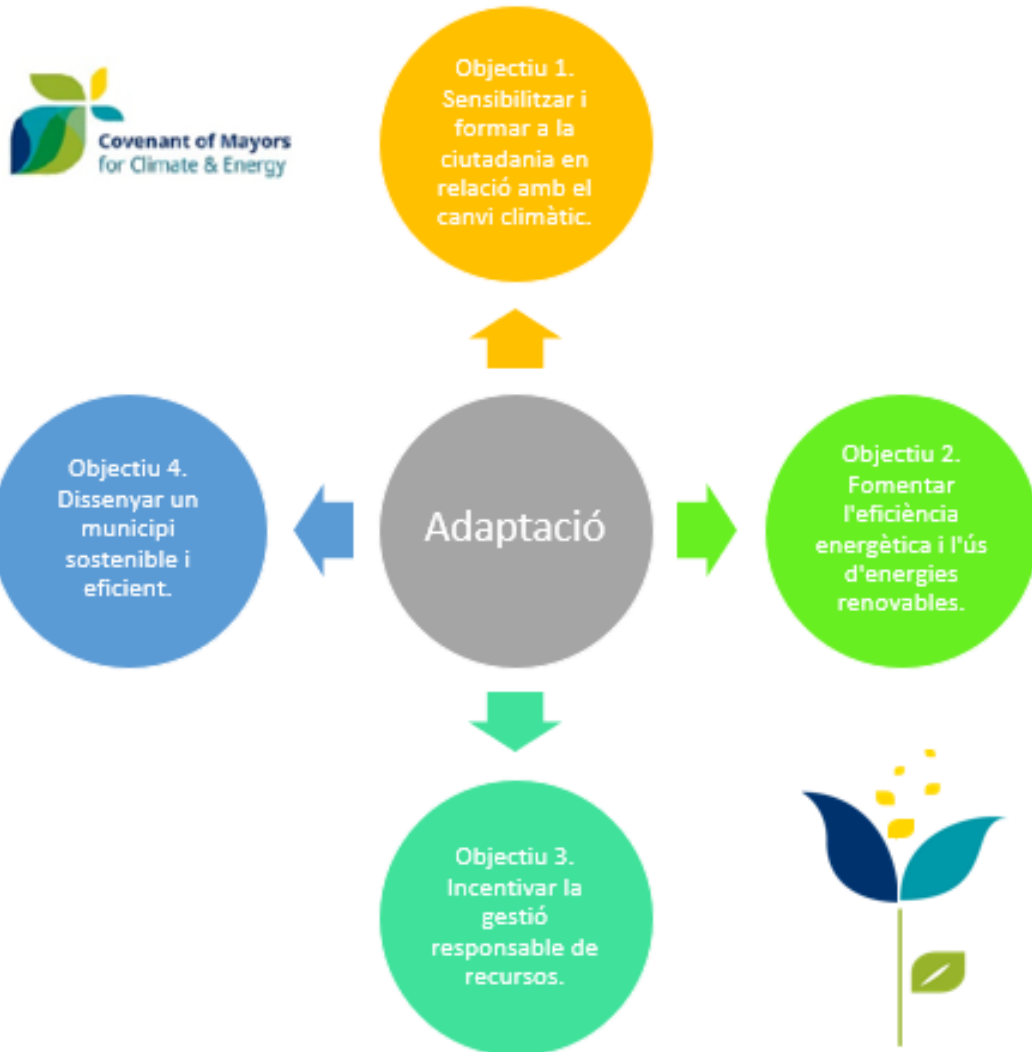 Covenant of Mayors
for Climate & Energy
Objectiu 1.
Sensibilitzar i
formar a la
ciutadania en
relació amb el
canvi climàtic.
Objectiu 4.
Dissenyar un
municipi
sostenible i
eficient.
Adaptació
Objectiu 2.
Fomentar
l'eficiència
energètica i l'ús
d'energies
renovables.
Objectiu 3.
Incentivar la
gestió
responsable de
recursos.